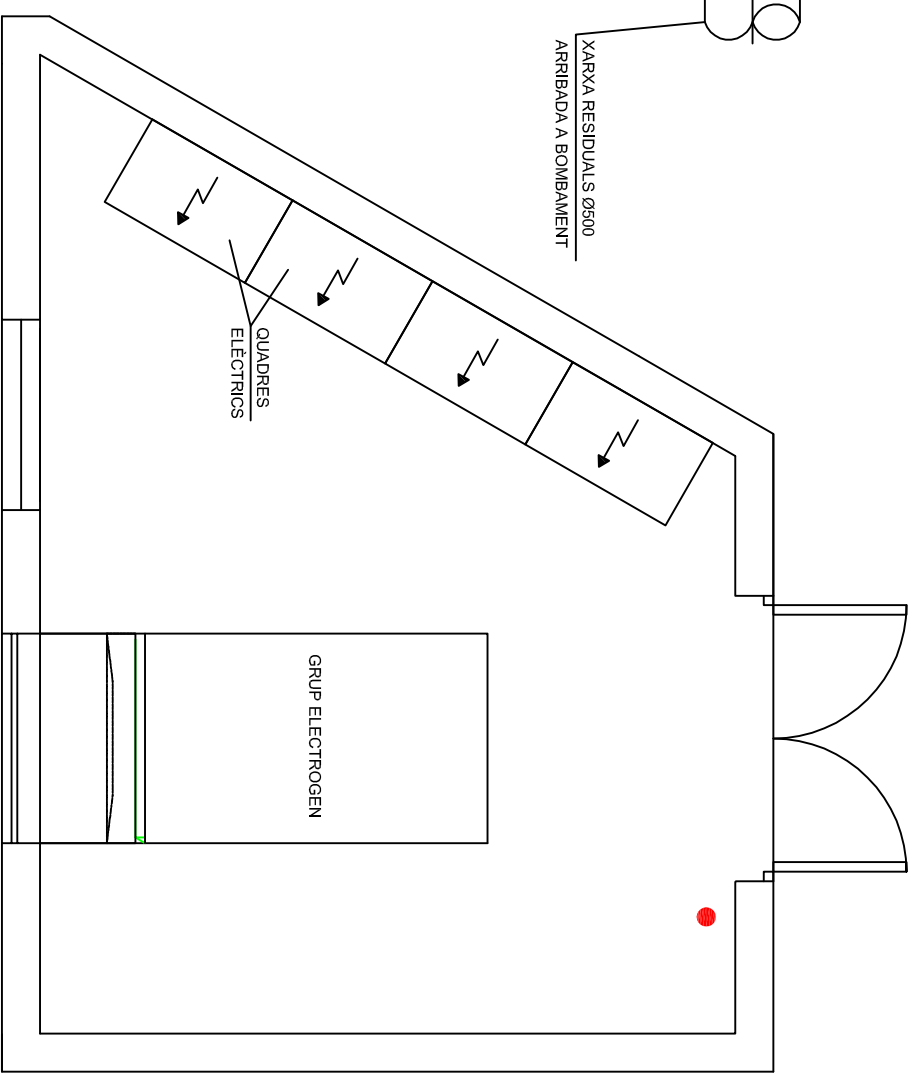 XARXA RESIDUALS Ø500
ARRIBADA A BOMBAMENT
QUADRES
ELÈCTRICS
GRUP ELECTROGEN